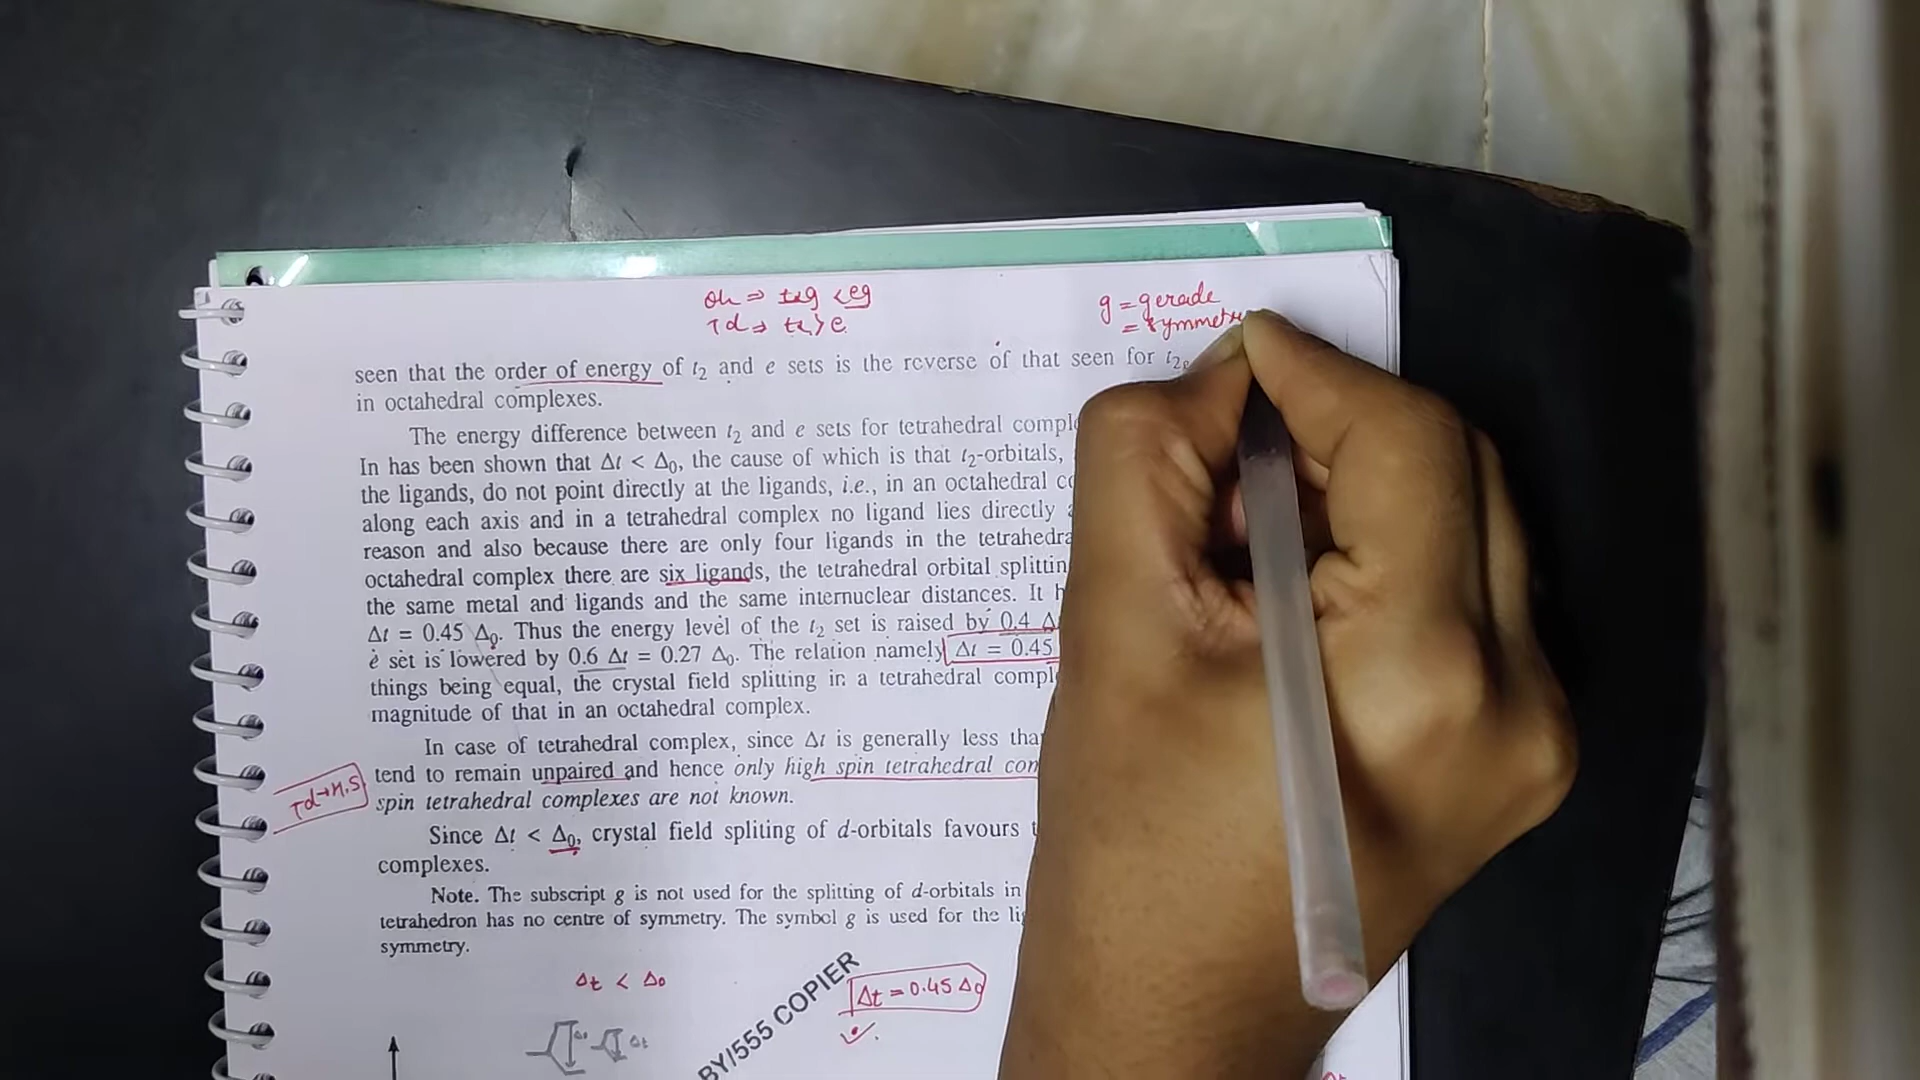 Oh ⇒ t2g < eg
Td ⇒ t2 > e
g = gerade
= symmetr
seen that the order of energy of t₂ and e sets is the reverse of that seen for t₂g
in octahedral complexes.
The energy difference between t₂ and e sets for tetrahedral compl
In has been shown that Δt < Δ₀, the cause of which is that t₂-orbitals,
the ligands, do not point directly at the ligands, i.e., in an octahedral c
along each axis and in a tetrahedral complex no ligand lies directly
reason and also because there are only four ligands in the tetrahedra
octahedral complex there are six ligands, the tetrahedral orbital splittin
the same metal and ligands and the same internuclear distances. It h
Δt = 0.45 Δ₀. Thus the energy level of the t₂ set is raised by 0.4 Δ
e set is lowered by 0.6 Δt = 0.27 Δ₀. The relation namely Δt = 0.45
things being equal, the crystal field splitting in a tetrahedral compl
magnitude of that in an octahedral complex.
In case of tetrahedral complex, since Δt is generally less tha
tend to remain unpaired and hence only high spin tetrahedral com
Td→H.S
spin tetrahedral complexes are not known.
Since Δt < Δ₀, crystal field spliting of d-orbitals favours t
complexes.
Note. The subscript g is not used for the splitting of d-orbitals in
tetrahedron has no centre of symmetry. The symbol g is used for the li
symmetry.
Δt < Δo
Δt = 0.45 Δo
BY/555 COPIER
Δo Δt